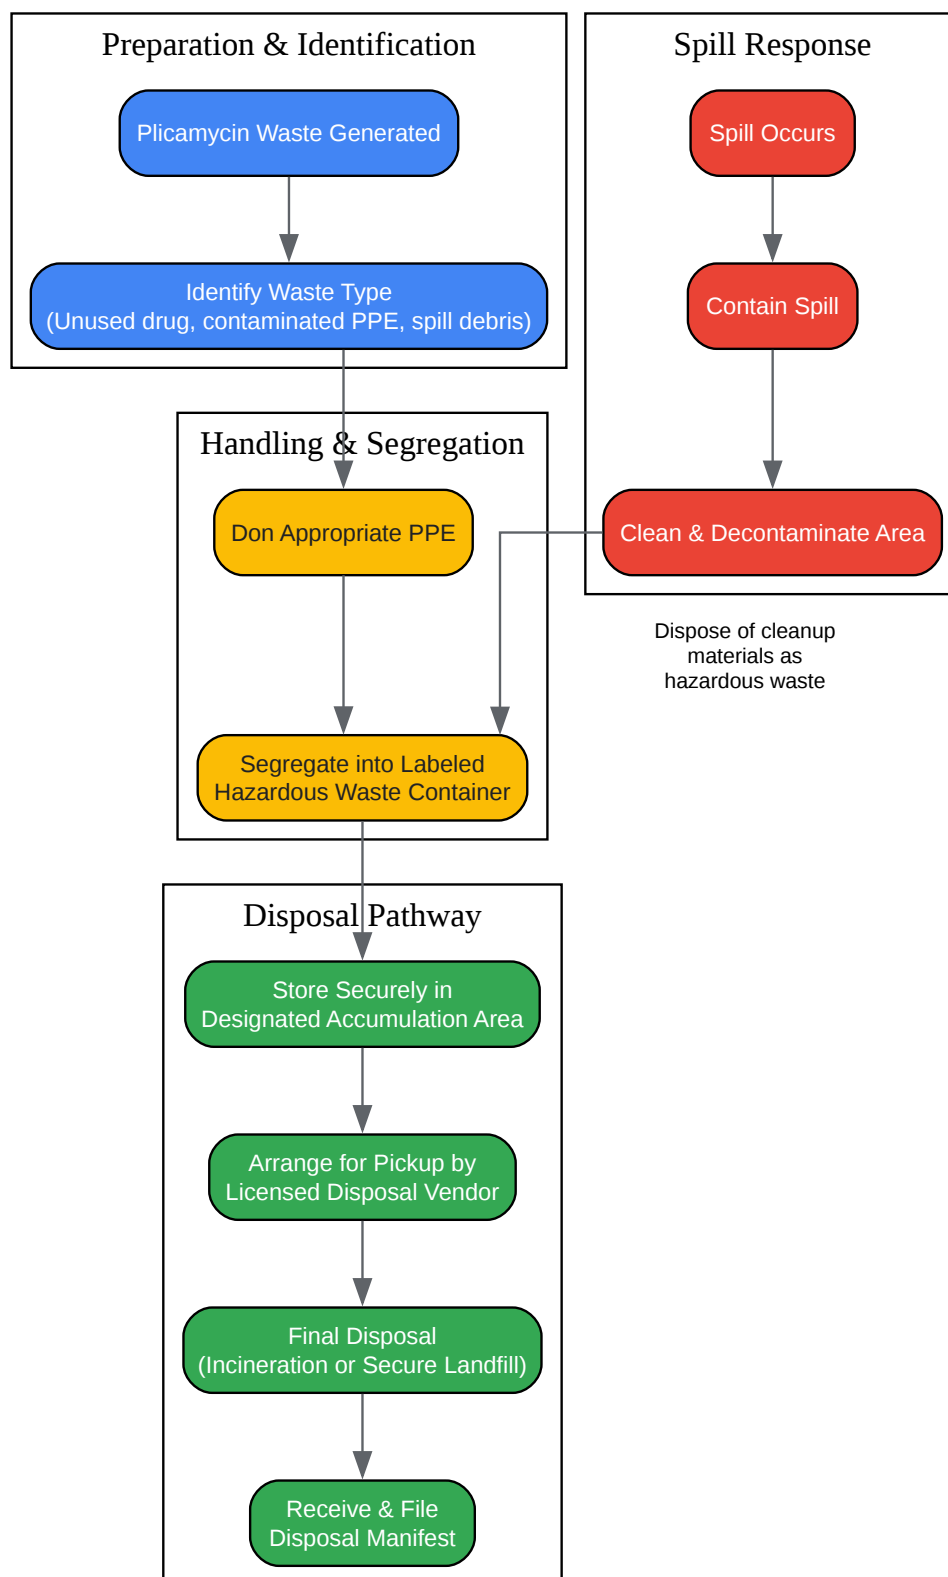 Preparation & Identification
Plicamycin Waste Generated
Identify Waste Type
(Unused drug, contaminated PPE, spill debris)
Spill Response
Spill Occurs
Contain Spill
Clean & Decontaminate Area
Dispose of cleanup
materials as
hazardous waste
Handling & Segregation
Don Appropriate PPE
Segregate into Labeled
Hazardous Waste Container
Disposal Pathway
Store Securely in
Designated Accumulation Area
Arrange for Pickup by
Licensed Disposal Vendor
Final Disposal
(Incineration or Secure Landfill)
Receive & File
Disposal Manifest